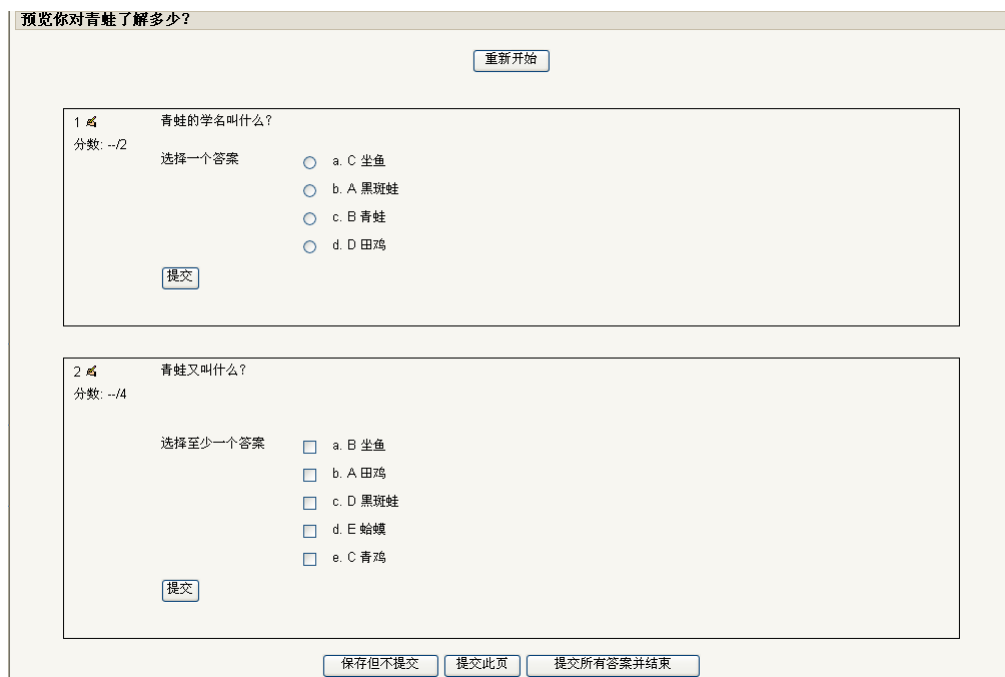 预览你对青蛙了解多少?
重新开始
1 青蛙的学名叫什么?
分数: --/2
选择一个答案
a. C 坐鱼
b. A 黑斑蛙
c. B 青蛙
d. D 田鸡
提交
2 青蛙又叫什么?
分数: --/4
选择至少一个答案
a. B 坐鱼
b. A 田鸡
c. D 黑斑蛙
d. E 蛤蟆
e. C 青鸡
提交
保存但不提交 提交此页 提交所有答案并结束